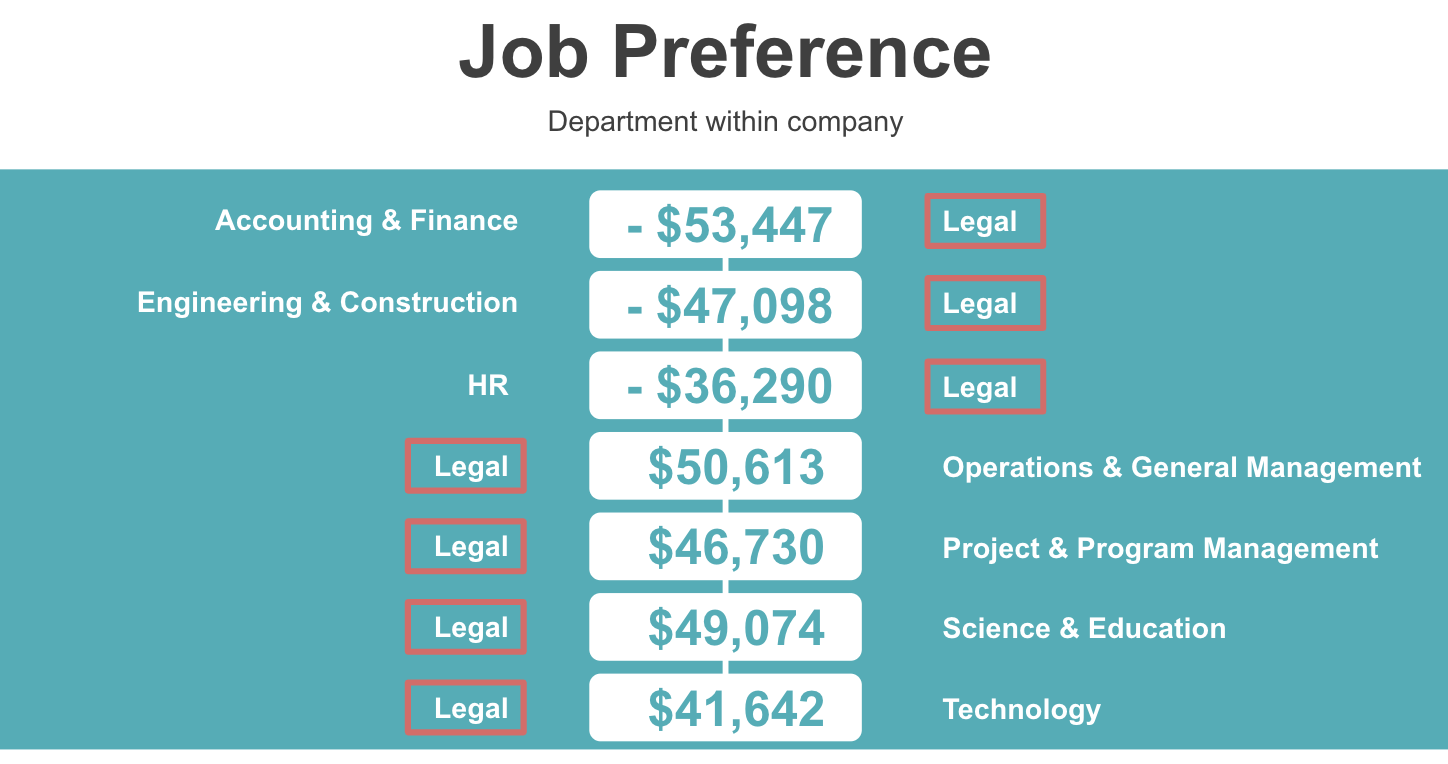 Job Preference
Department within company
Accounting & Finance - $53,447 Legal
Engineering & Construction - $47,098 Legal
HR - $36,290 Legal
Legal $50,613 Operations & General Management
Legal $46,730 Project & Program Management
Legal $49,074 Science & Education
Legal $41,642 Technology